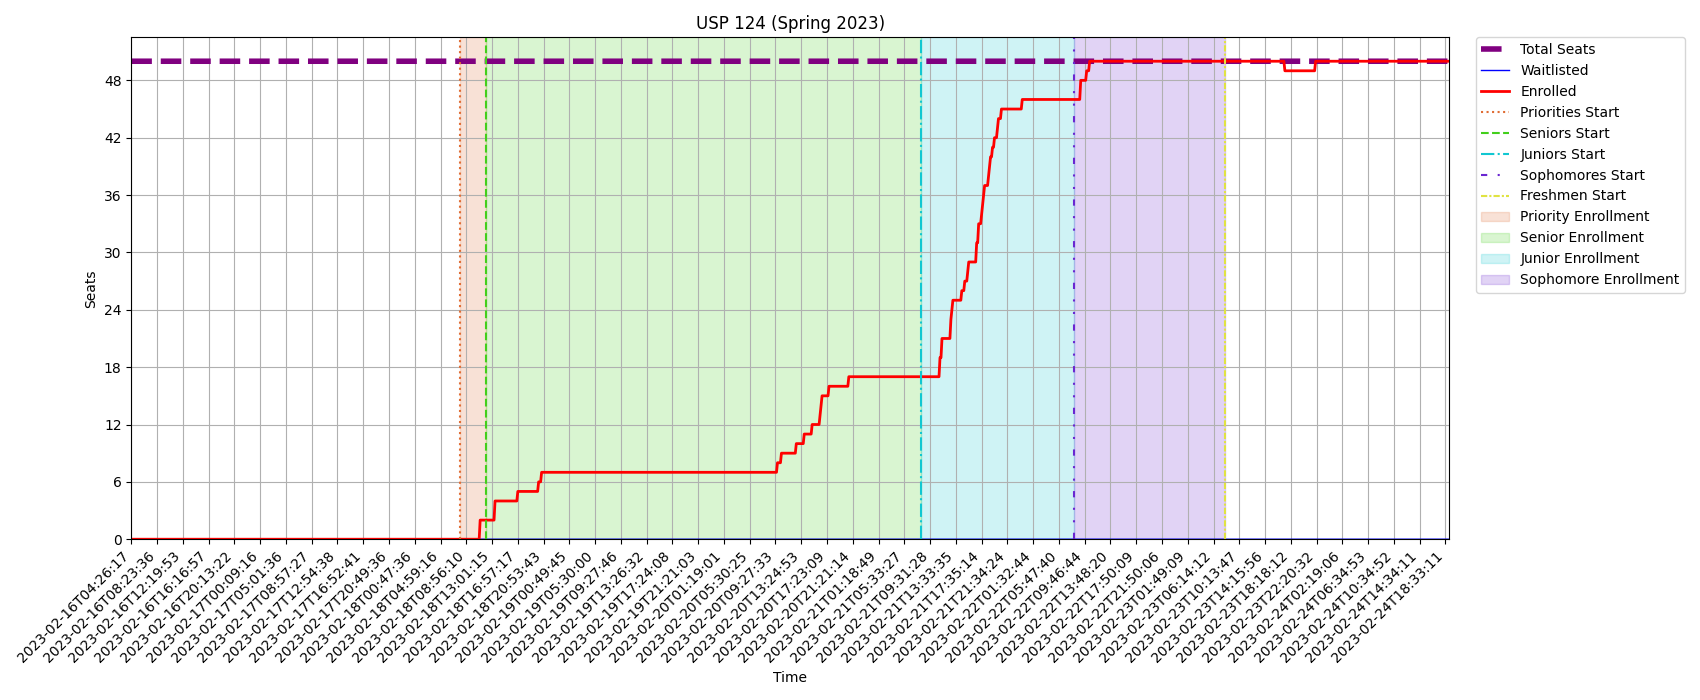 USP 124 (Spring 2023)
Total Seats
Waitlisted
Enrolled
Priorities Start
Seniors Start
Juniors Start
Sophomores Start
Freshmen Start
Priority Enrollment
Senior Enrollment
Junior Enrollment
Sophomore Enrollment
Seats
48
42
36
30
24
18
12
6
0
2023-02-16T04:26:17
2023-02-16T08:23:36
2023-02-16T12:19:53
2023-02-16T16:16:57
2023-02-16T20:13:22
2023-02-17T00:09:16
2023-02-17T05:01:36
2023-02-17T08:57:27
2023-02-17T12:54:38
2023-02-17T16:52:41
2023-02-17T20:49:36
2023-02-18T00:47:36
2023-02-18T04:59:16
2023-02-18T08:56:10
2023-02-18T13:01:15
2023-02-18T16:57:17
2023-02-18T20:53:43
2023-02-19T00:49:45
2023-02-19T05:30:00
2023-02-19T09:27:46
2023-02-19T13:26:32
2023-02-19T17:24:08
2023-02-19T21:21:03
2023-02-20T01:19:01
2023-02-20T05:30:25
2023-02-20T09:27:33
2023-02-20T13:24:53
2023-02-20T17:23:09
2023-02-20T21:21:14
2023-02-21T01:18:49
2023-02-21T05:33:27
2023-02-21T09:31:28
2023-02-21T13:33:35
2023-02-21T17:35:14
2023-02-21T21:34:24
2023-02-22T01:32:44
2023-02-22T05:47:40
2023-02-22T09:46:44
2023-02-22T13:48:20
2023-02-22T17:50:09
2023-02-22T21:50:06
2023-02-23T01:49:09
2023-02-23T06:14:12
2023-02-23T10:13:47
2023-02-23T14:15:56
2023-02-23T18:18:12
2023-02-23T22:20:32
2023-02-24T02:19:06
2023-02-24T06:34:53
2023-02-24T10:34:52
2023-02-24T14:34:11
2023-02-24T18:33:11
Time